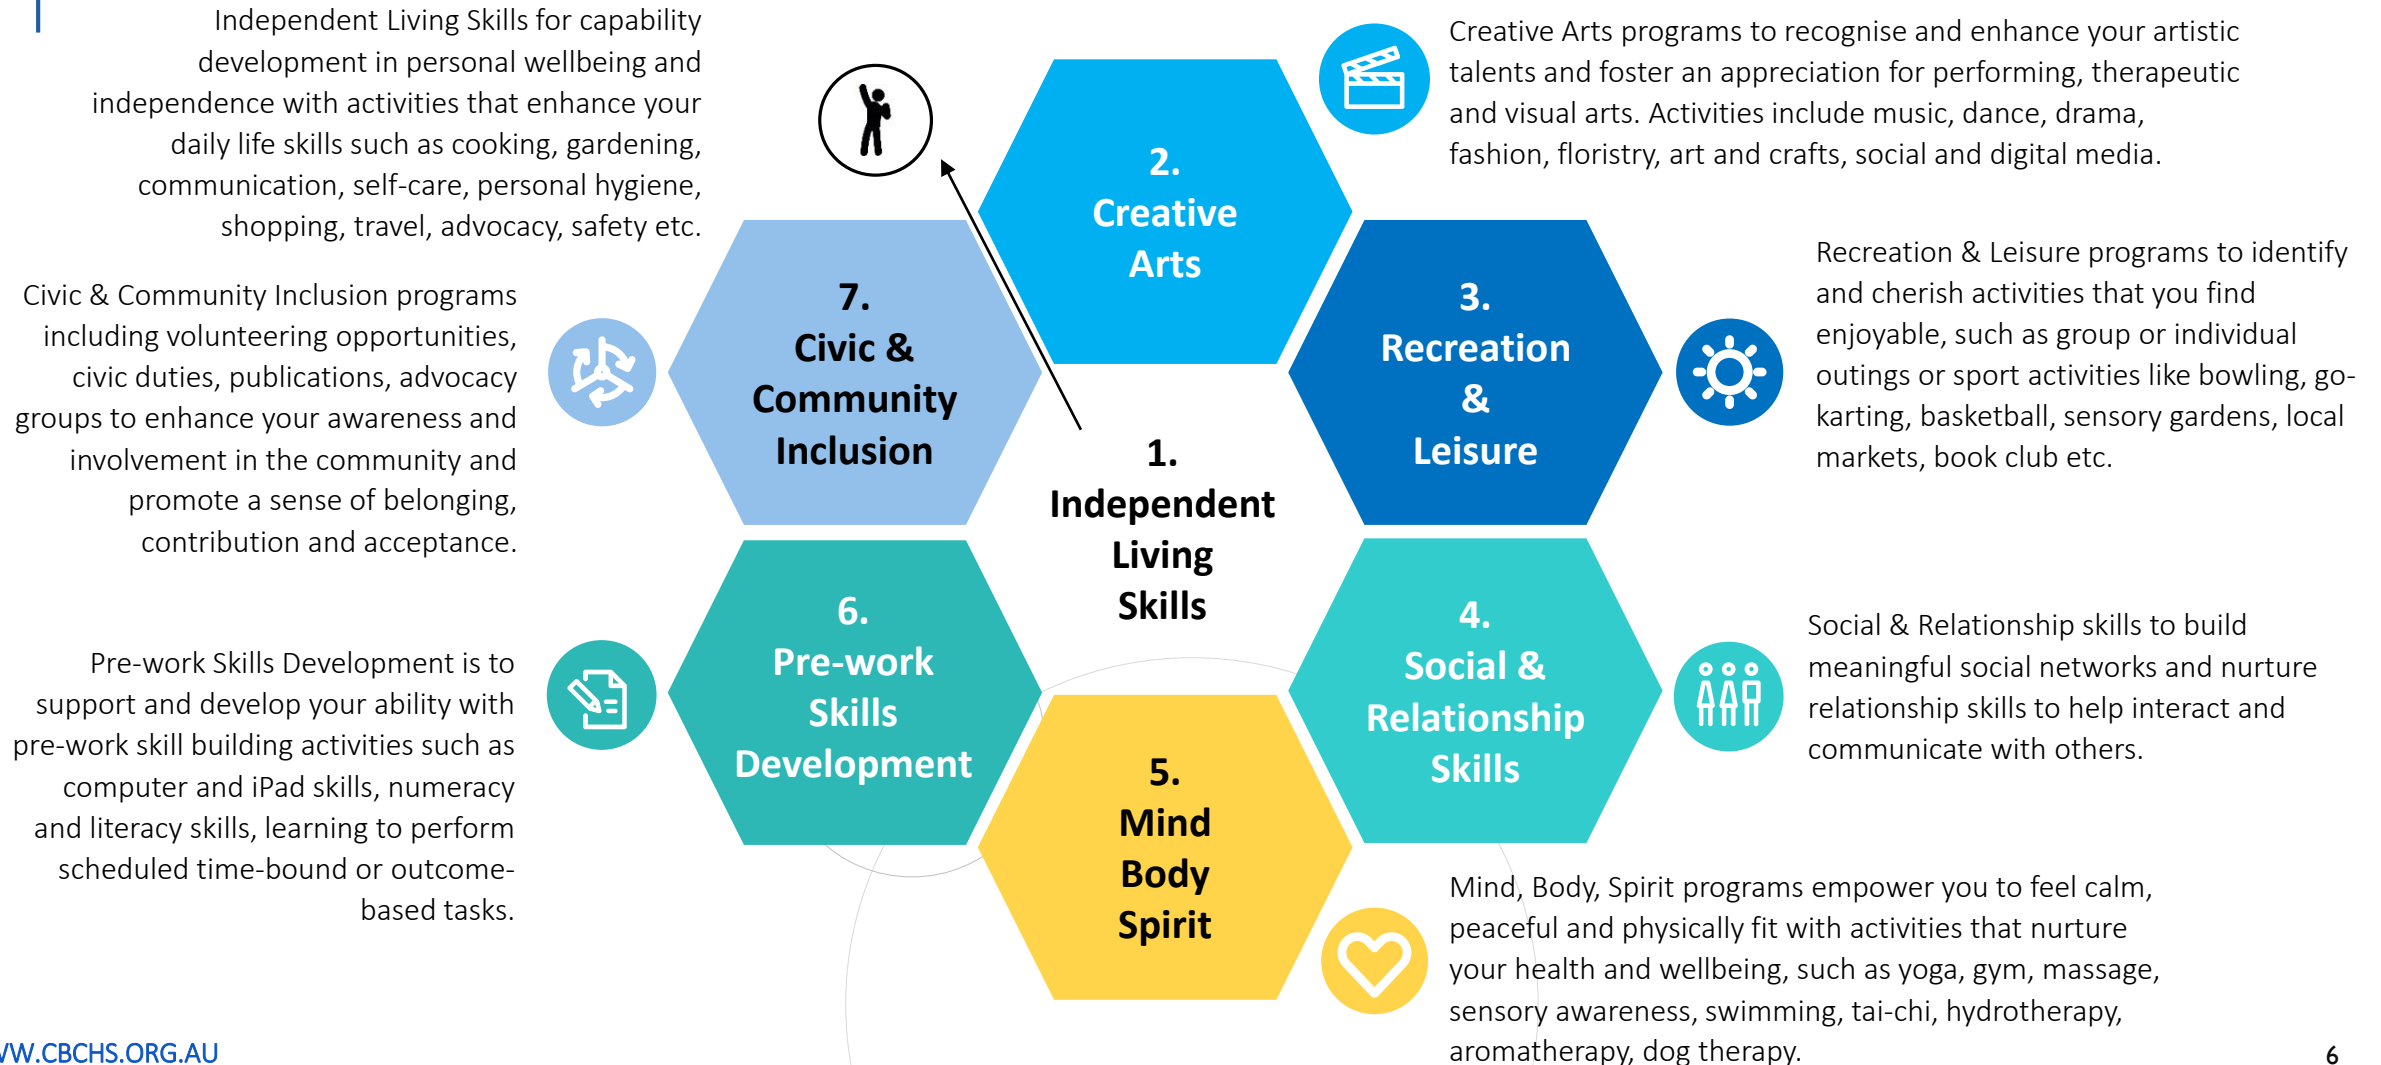 Independent Living Skills for capability
development in personal wellbeing and
independence with activities that enhance your
daily life skills such as cooking, gardening,
communication, self-care, personal hygiene,
shopping, travel, advocacy, safety etc.
Creative Arts programs to recognise and enhance your artistic
talents and foster an appreciation for performing, therapeutic
and visual arts. Activities include music, dance, drama,
fashion, floristry, art and crafts, social and digital media.
2.
Creative
Arts
Civic & Community Inclusion programs
including volunteering opportunities,
civic duties, publications, advocacy
groups to enhance your awareness and
involvement in the community and
promote a sense of belonging,
contribution and acceptance.
7.
Civic &
Community
Inclusion
3.
Recreation
&
Leisure
Recreation & Leisure programs to identify
and cherish activities that you find
enjoyable, such as group or individual
outings or sport activities like bowling, go-
karting, basketball, sensory gardens, local
markets, book club etc.
1.
Independent
Living
Skills
Pre-work Skills Development is to
support and develop your ability with
pre-work skill building activities such as
computer and iPad skills, numeracy
and literacy skills, learning to perform
scheduled time-bound or outcome-
based tasks.
6.
Pre-work
Skills
Development
4.
Social &
Relationship
Skills
Social & Relationship skills to build
meaningful social networks and nurture
relationship skills to help interact and
communicate with others.
5.
Mind
Body
Spirit
Mind, Body, Spirit programs empower you to feel calm,
peaceful and physically fit with activities that nurture
your health and wellbeing, such as yoga, gym, massage,
sensory awareness, swimming, tai-chi, hydrotherapy,
aromatherapy, dog therapy.
WW.CBCHS.ORG.AU
6